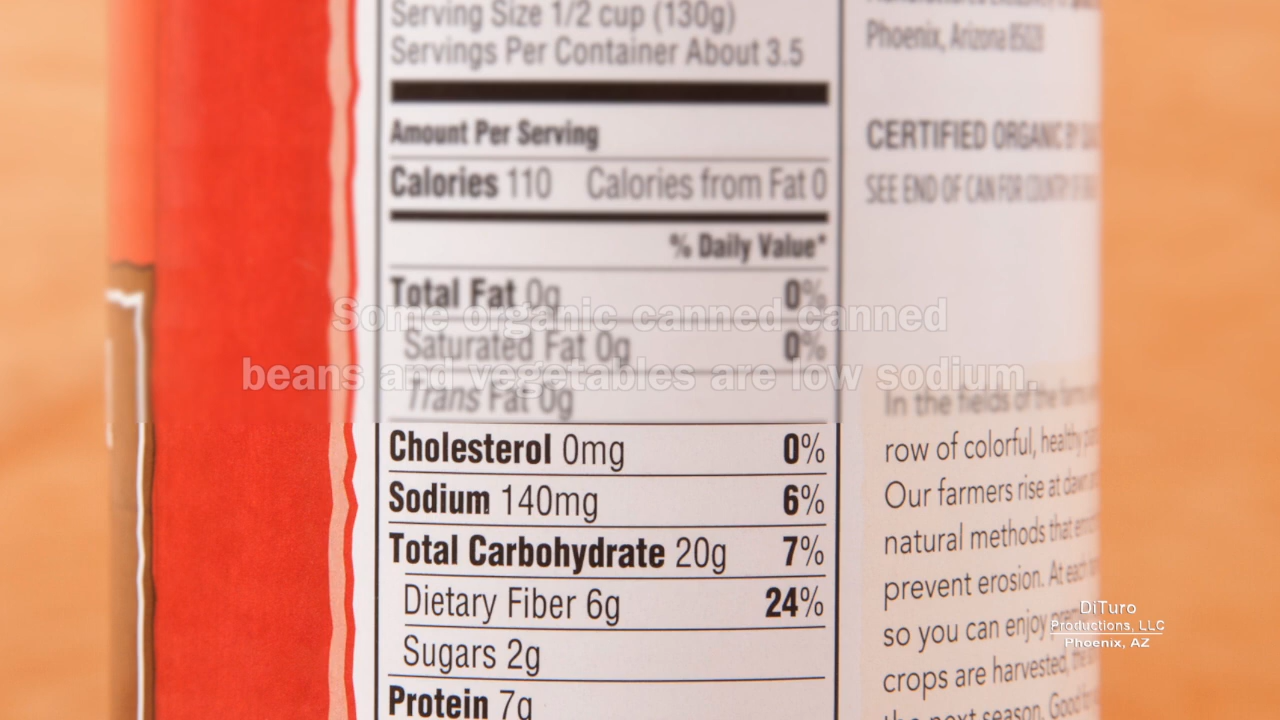 Serving Size 1/2 cup (130g)
Servings Per Container About 3.5
Amount Per Serving
Calories 110 Calories from Fat 0
% Daily Value*
Total Fat 0g 0%
Saturated Fat 0g 0%
Trans Fat 0g
Cholesterol 0mg 0%
Sodium 140mg 6%
Total Carbohydrate 20g 7%
Dietary Fiber 6g 24%
Sugars 2g
Protein 7g
Phoenix, Arizona
CERTIFIED ORGANIC BY
SEE END OF CAN FOR COUNTRY OF
In the fields of the
row of colorful, healthy
Our farmers rise at dawn
natural methods that
prevent erosion. At each
so you can enjoy
crops are harvested,
the next season. Good
Some organic canned canned
beans and vegetables are low sodium.
DiTuro
Productions, LLC
Phoenix, AZ